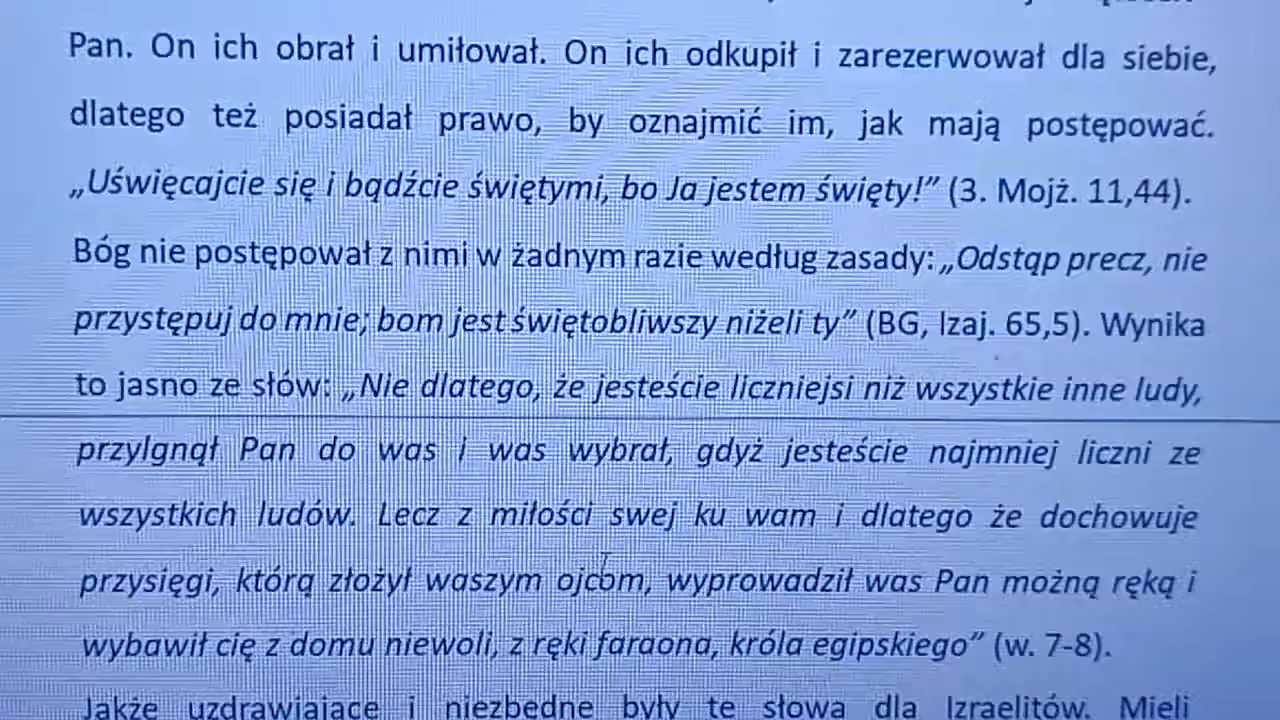 Pan. On ich obrał i umiłował. On ich odkupił i zarezerwował dla siebie,
dlatego też posiadał prawo, by oznajmić im, jak mają postępować.
„Uświęcajcie się i bądźcie świętymi, bo Ja jestem święty!” (3. Mojż. 11,44).
Bóg nie postępował z nimi w żadnym razie według zasady: „Odstąp precz, nie
przystępuj do mnie; bom jest świętobliwszy niżeli ty” (BG, Izaj. 65,5). Wynika
to jasno ze słów: „Nie dlatego, że jesteście liczniejsi niż wszystkie inne ludy,
przylgnął Pan do was i was wybrał, gdyż jesteście najmniej liczni ze
wszystkich ludów. Lecz z miłości swej ku wam i dlatego że dochowuje
przysięgi, którą złożył waszym ojcom, wyprowadził was Pan możną ręką i
wybawił cię z domu niewoli, z ręki faraona, króla egipskiego” (w. 7-8).
Jakże uzdrawiające i niezbędne były te słowa dla Izraelitów. Mieli